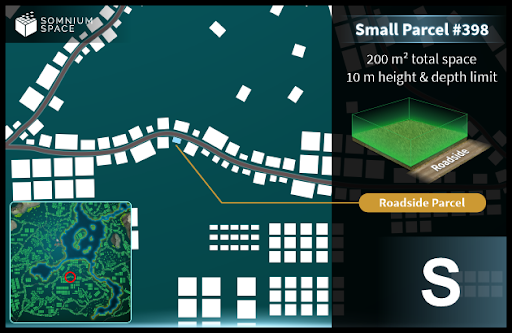 SOMNIUM
SPACE
Small Parcel #398
200 m² total space
10 m height & depth limit
Roadside
Roadside Parcel
S